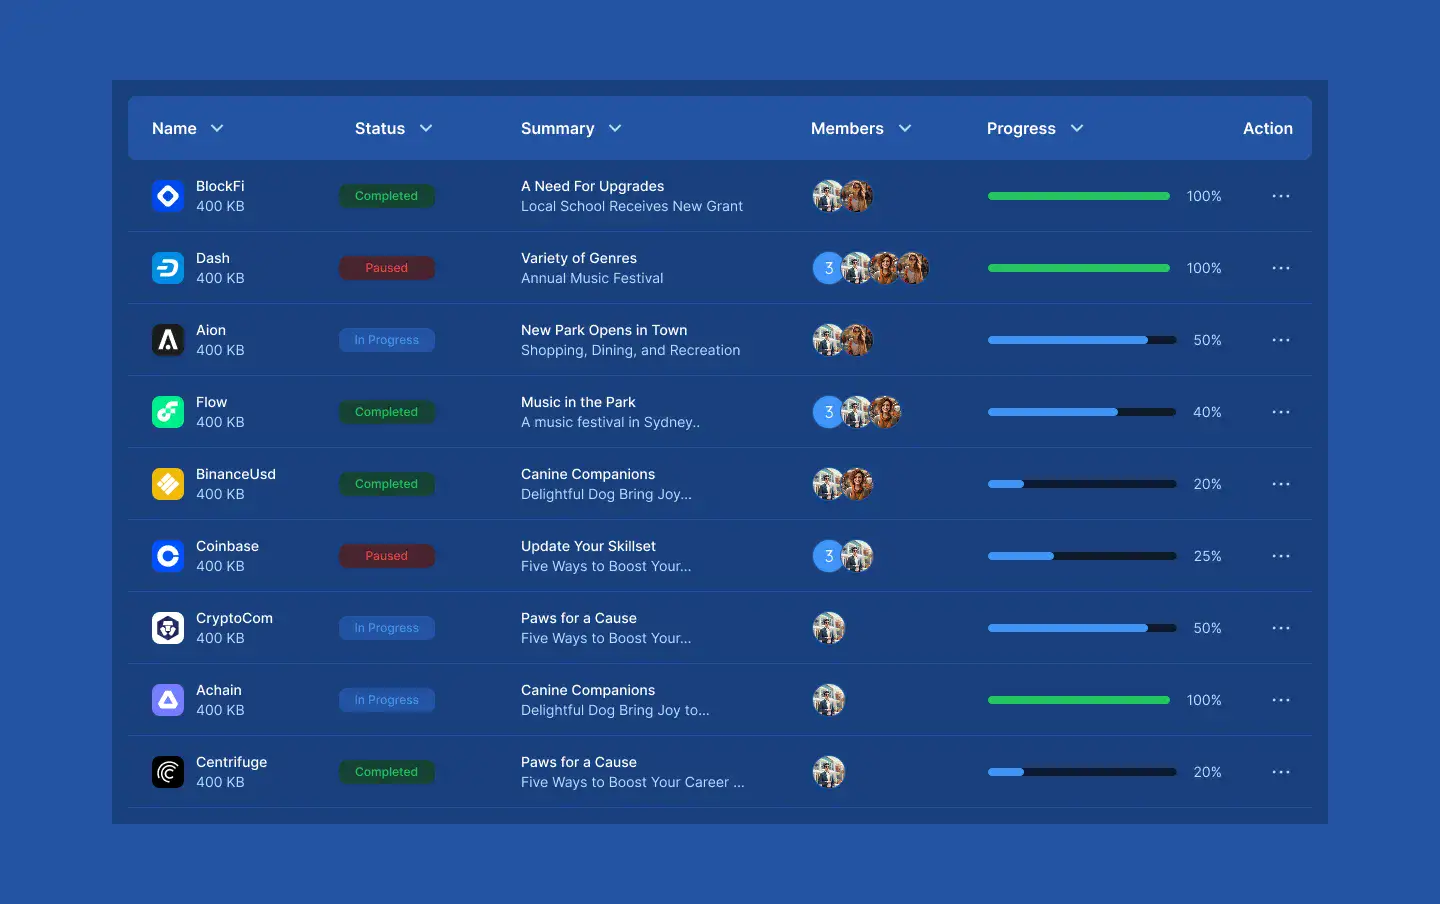 Name Status Summary Members Progress Action
BlockFi Completed A Need For Upgrades 100%
400 KB Local School Receives New Grant
Dash Paused Variety of Genres 3 100%
400 KB Annual Music Festival
Aion In Progress New Park Opens in Town 50%
400 KB Shopping, Dining, and Recreation
Flow Completed Music in the Park 3 40%
400 KB A music festival in Sydney..
BinanceUsd Completed Canine Companions 20%
400 KB Delightful Dog Bring Joy...
Coinbase Paused Update Your Skillset 3 25%
400 KB Five Ways to Boost Your...
CryptoCom In Progress Paws for a Cause 50%
400 KB Five Ways to Boost Your...
Achain In Progress Canine Companions 100%
400 KB Delightful Dog Bring Joy to...
Centrifuge Completed Paws for a Cause 20%
400 KB Five Ways to Boost Your Career ...